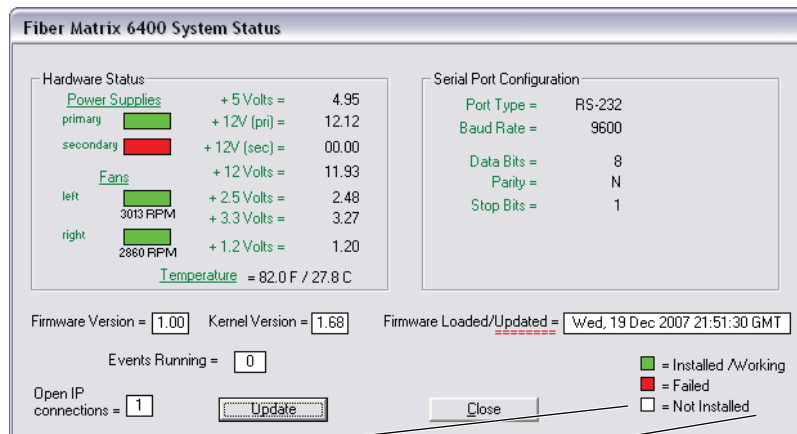 Fiber Matrix 6400 System Status
Hardware Status
Power Supplies
primary
secondary
Fans
left
3013 RPM
right
2860 RPM
+ 5 Volts = 4.95
+ 12V (pri) = 12.12
+ 12V (sec) = 00.00
+ 12 Volts = 11.93
+ 2.5 Volts = 2.48
+ 3.3 Volts = 3.27
+ 1.2 Volts = 1.20
Temperature = 82.0 F / 27.8 C
Serial Port Configuration
Port Type = RS-232
Baud Rate = 9600
Data Bits = 8
Parity = N
Stop Bits = 1
Firmware Version = 1.00 Kernel Version = 1.68 Firmware Loaded/Updated = Wed, 19 Dec 2007 21:51:30 GMT
Events Running = 0
Open IP
connections = 1
Update
Close
= Installed /Working
= Failed
= Not Installed